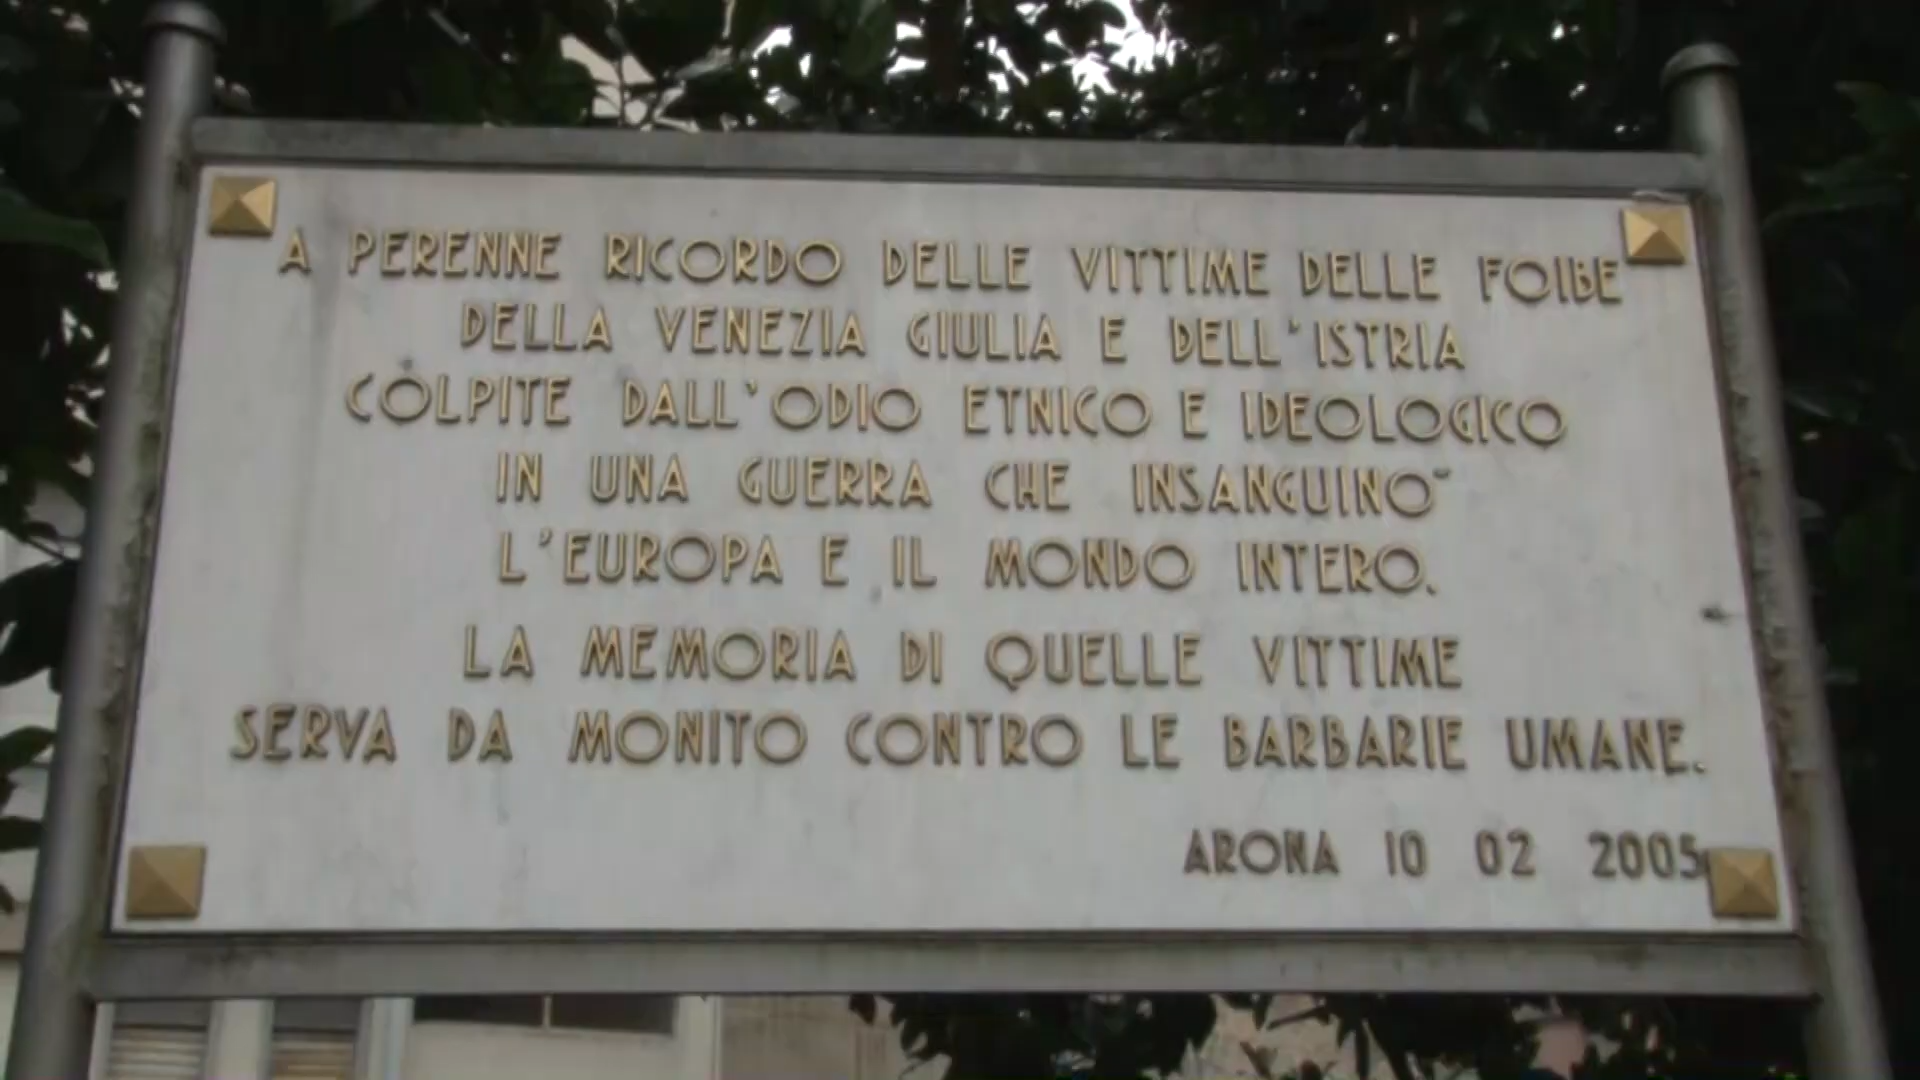 A PERENNE RICORDO DELLE VITTIME DELLE FOIBE
DELLA VENEZIA GIULIA E DELL'ISTRIA
COLPITE DALL'ODIO ETNICO E IDEOLOGICO
IN UNA GUERRA CHE INSANGUINO'
L'EUROPA E IL MONDO INTERO.
LA MEMORIA DI QUELLE VITTIME
SERVA DA MONITO CONTRO LE BARBARIE UMANE.
ARONA 10 02 2005